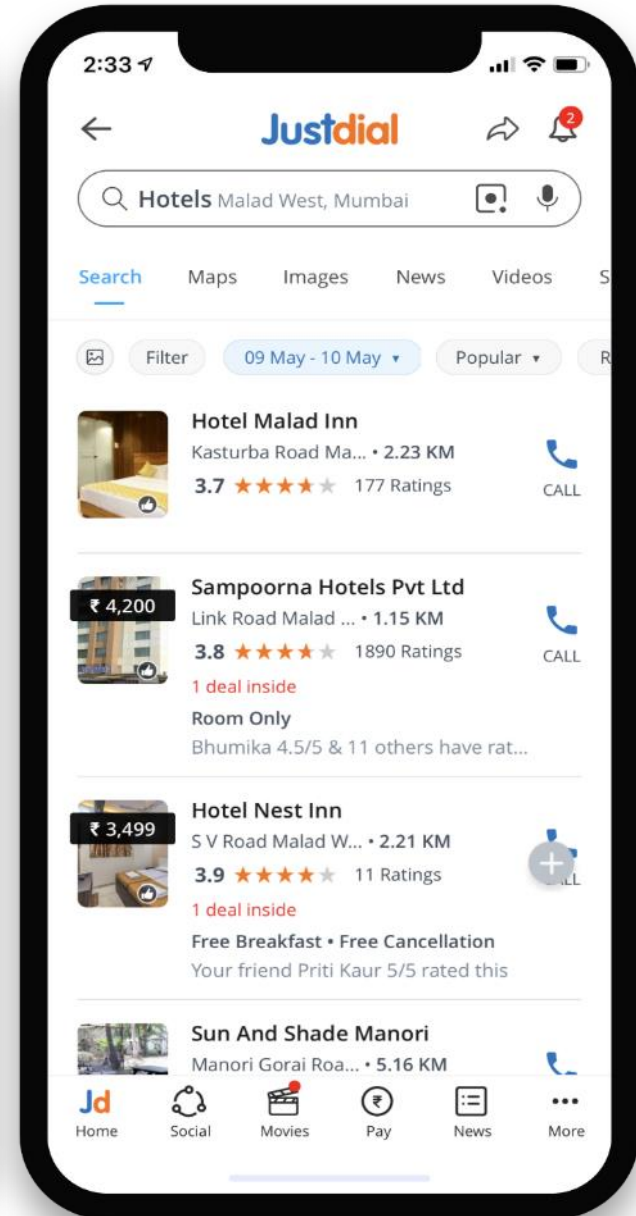 2:33
Justdial
2
Hotels Malad West, Mumbai
Search Maps Images News Videos S
Filter 09 May - 10 May Popular R
Hotel Malad Inn
Kasturba Road Ma... • 2.23 KM
3.7 177 Ratings
CALL
₹ 4,200
Sampoorna Hotels Pvt Ltd
Link Road Malad ... • 1.15 KM
3.8 1890 Ratings
CALL
1 deal inside
Room Only
Bhumika 4.5/5 & 11 others have rat...
₹ 3,499
Hotel Nest Inn
S V Road Malad W... • 2.21 KM
3.9 11 Ratings
1 deal inside
Free Breakfast • Free Cancellation
Your friend Priti Kaur 5/5 rated this
Sun And Shade Manori
Manori Gorai Roa... • 5.16 KM
Jd
Home Social Movies Pay News More